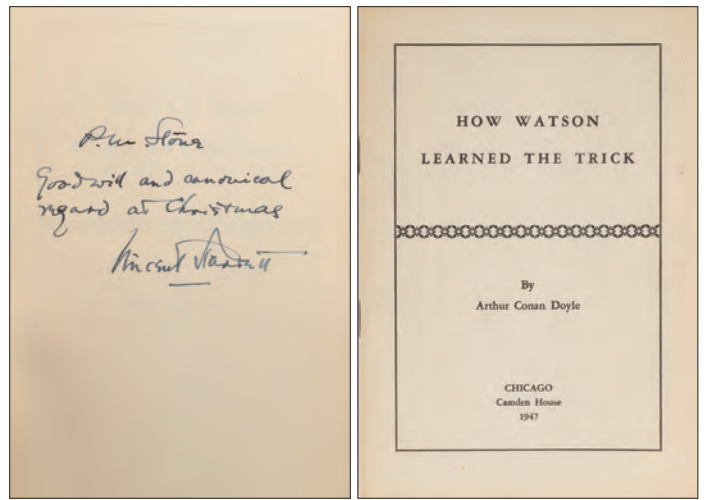 P. M. Stone
Goodwill and canonical
regard at Christmas
Vincent Starrett
HOW WATSON
LEARNED THE TRICK
By
Arthur Conan Doyle
CHICAGO
Camden House
1947